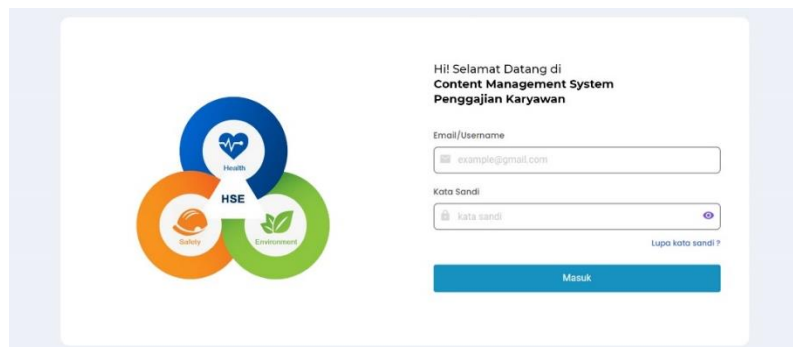 Health
HSE
Safety
Environment
Hi! Selamat Datang di
Content Management System
Penggajian Karyawan
Email/Username
example@gmail.com
Kata Sandi
kata sandi
Lupa kata sandi ?
Masuk